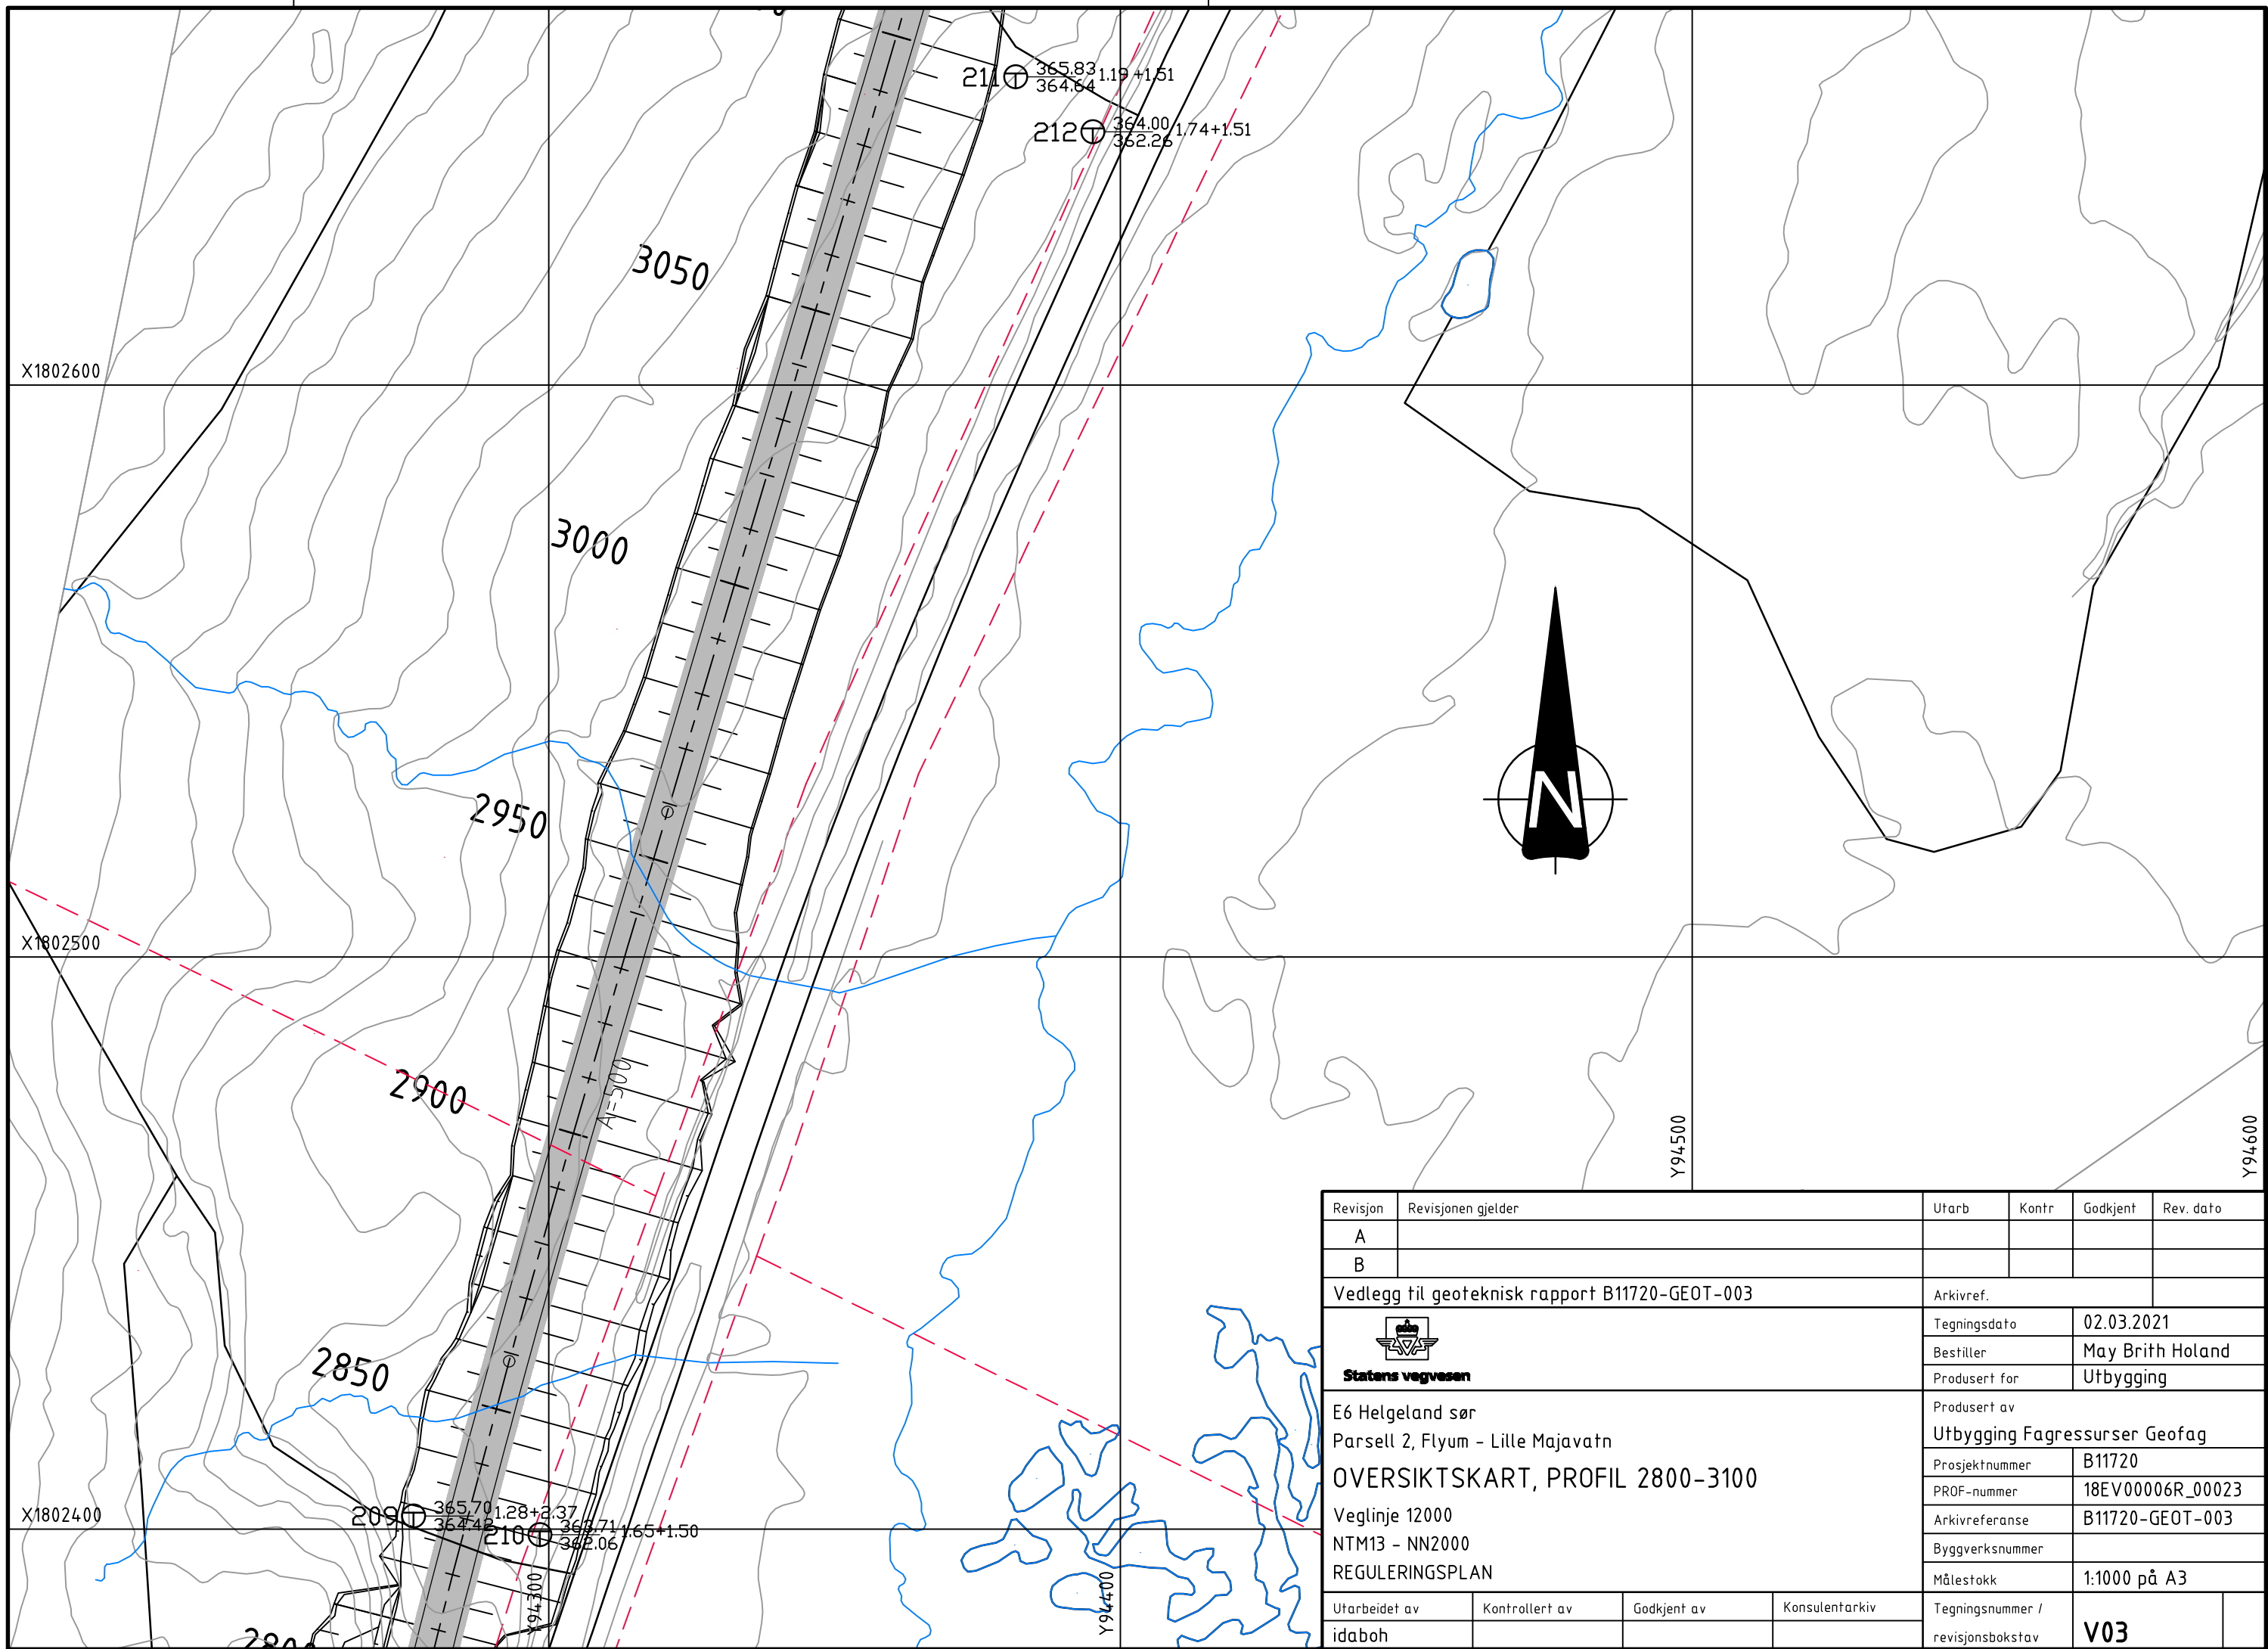 211 365.83 1.19 +1.51
364.64
212 364.00 1.74+1.51
362.26
3050
X1802600
3000
2950
N
X1802500
2900
A=500
Y94500
Y94600
2850
X1802400
209 365.70 1.28+2.37
364.42
210 363.71 1.65+1.50
362.06
Y94300
Y94400
Revisjon Revisjonen gjelder Utarb Kontr Godkjent Rev. dato
A
B
Vedlegg til geoteknisk rapport B11720-GEOT-003 Arkivref.
Statens vegvesen
Tegningsdato 02.03.2021
Bestiller May Brith Holand
Produsert for Utbygging
E6 Helgeland sør
Parsell 2, Flyum - Lille Majavatn
OVERSIKTSKART, PROFIL 2800-3100
Veglinje 12000
NTM13 - NN2000
REGULERINGSPLAN
Produsert av
Utbygging Fagressurser Geofag
Prosjektnummer B11720
PROF-nummer 18EV00006R_00023
Arkivreferanse B11720-GEOT-003
Byggverksnummer
Målestokk 1:1000 på A3
Utarbeidet av Kontrollert av Godkjent av Konsulentarkiv
idaboh
Tegningsnummer /
revisjonsbokstav V03